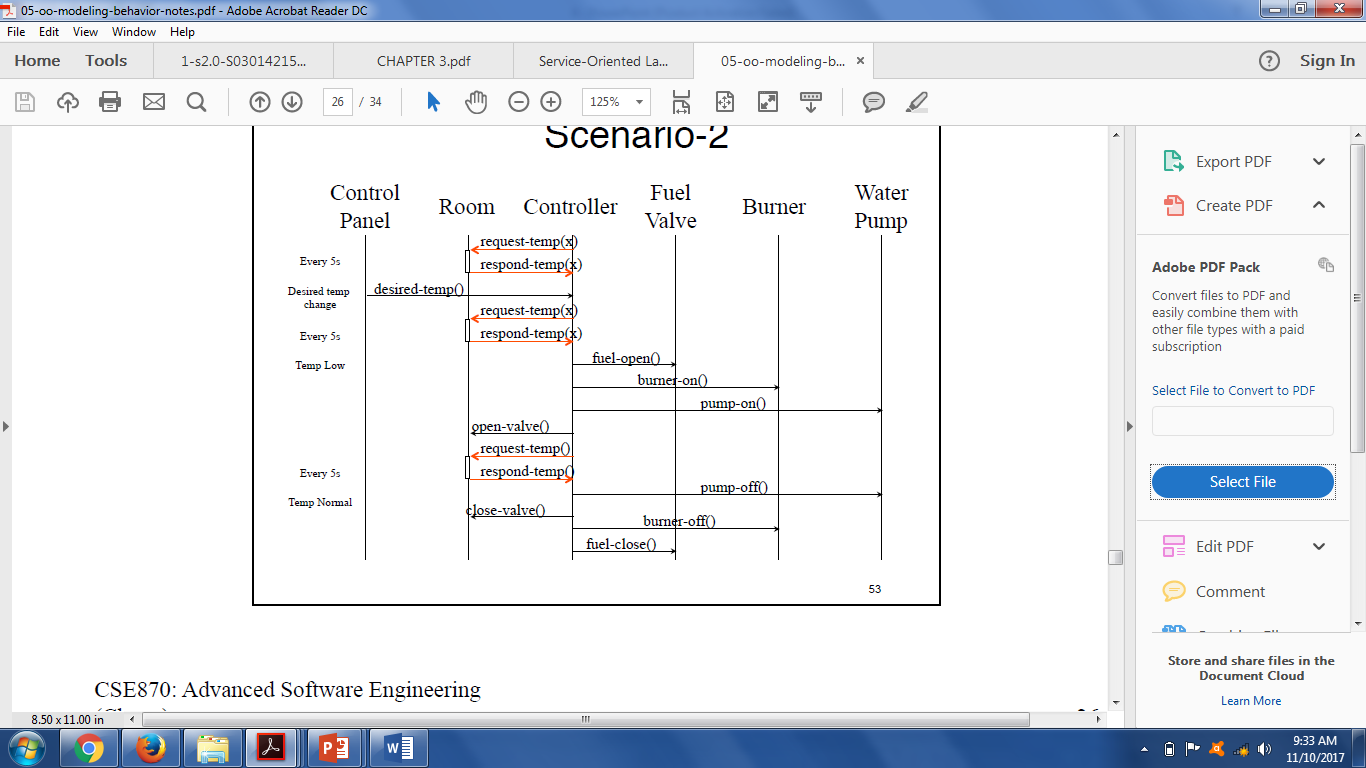 05-oo-modeling-behavior-notes.pdf - Adobe Acrobat Reader DC
File Edit View Window Help
Home Tools 1-s2.0-S03014215... CHAPTER 3.pdf Service-Oriented La... 05-oo-modeling-b... × ? Sign In
26 / 34 125%
Scenario-2
Control Panel
Room
Controller
Fuel Valve
Burner
Water Pump
request-temp(x)
Every 5s
respond-temp(x)
Desired temp change
desired-temp()
request-temp(x)
Every 5s
respond-temp(x)
Temp Low
fuel-open()
burner-on()
pump-on()
open-valve()
request-temp()
Every 5s
respond-temp()
pump-off()
Temp Normal
close-valve()
burner-off()
fuel-close()
53
CSE870: Advanced Software Engineering
8.50 x 11.00 in
Export PDF
Create PDF
Adobe PDF Pack
Convert files to PDF and
easily combine them with
other file types with a paid
subscription
Select File to Convert to PDF
Select File
Edit PDF
Comment
Store and share files in the
Document Cloud
Learn More
9:33 AM
11/10/2017